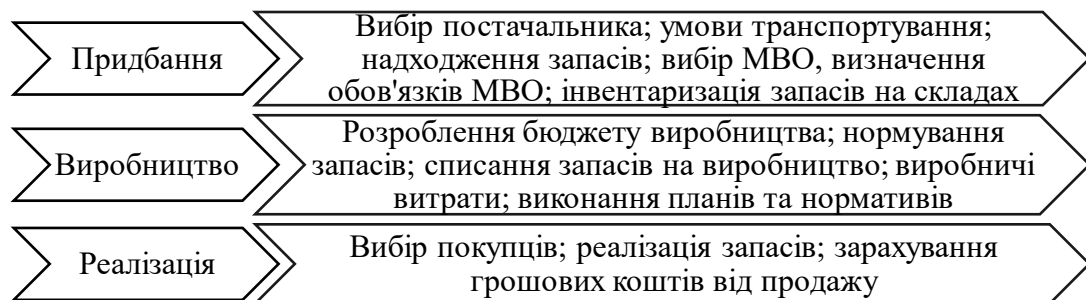 Придбання
Вибір постачальника; умови транспортування;
надходження запасів; вибір МВО, визначення
обов'язків МВО; інвентаризація запасів на складах
Виробництво
Розроблення бюджету виробництва; нормування
запасів; списання запасів на виробництво; виробничі
витрати; виконання планів та нормативів
Реалізація
Вибір покупців; реалізація запасів; зарахування
грошових коштів від продажу